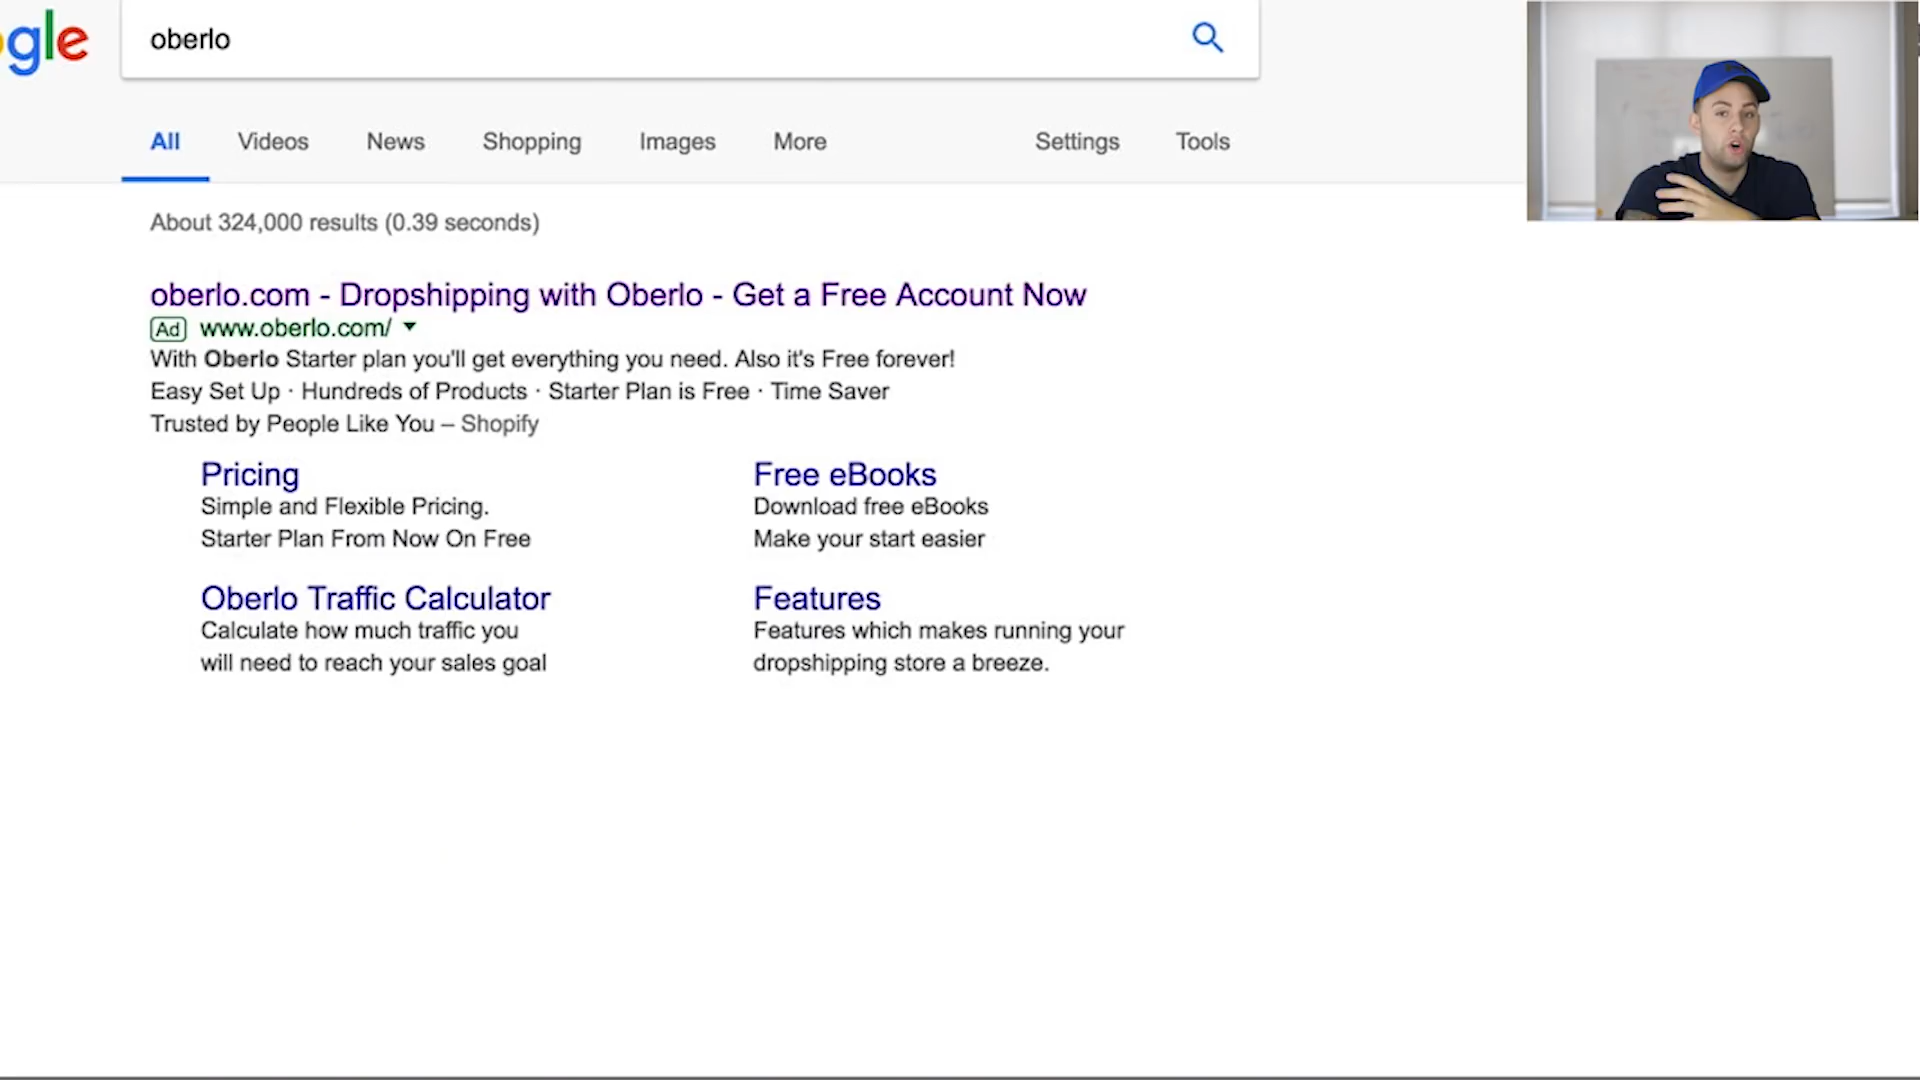 gle
oberlo
All Videos News Shopping Images More Settings Tools
About 324,000 results (0.39 seconds)
oberlo.com - Dropshipping with Oberlo - Get a Free Account Now
Ad www.oberlo.com/
With Oberlo Starter plan you'll get everything you need. Also it's Free forever!
Easy Set Up · Hundreds of Products · Starter Plan is Free · Time Saver
Trusted by People Like You – Shopify
Pricing
Simple and Flexible Pricing.
Starter Plan From Now On Free
Free eBooks
Download free eBooks
Make your start easier
Oberlo Traffic Calculator
Calculate how much traffic you
will need to reach your sales goal
Features
Features which makes running your
dropshipping store a breeze.